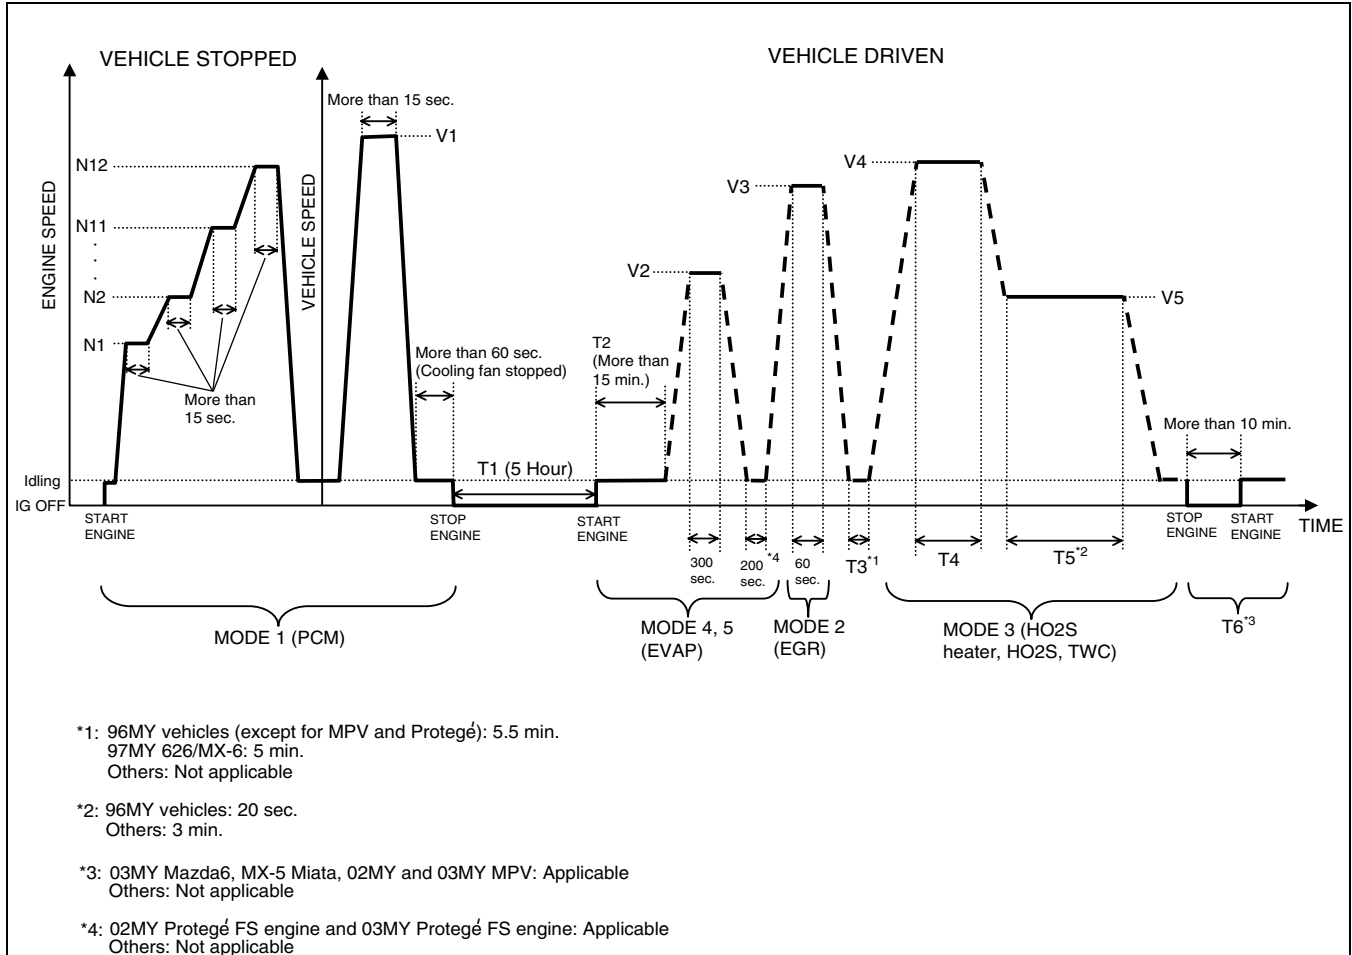 VEHICLE STOPPED
VEHICLE DRIVEN
ENGINE SPEED
VEHICLE SPEED
More than 15 sec.
V1
N12
N11
N2
N1
More than
15 sec.
More than 60 sec.
(Cooling fan stopped)
T1 (5 Hour)
T2
(More than
15 min.)
V2
V3
V4
V5
More than 10 min.
Idling
IG OFF
START
ENGINE
STOP
ENGINE
START
ENGINE
STOP
ENGINE
START
ENGINE
TIME
300
sec.
200 *4
sec.
60
sec.
T3*1
T4
T5*2
MODE 1 (PCM)
MODE 4, 5
(EVAP)
MODE 2
(EGR)
MODE 3 (HO2S
heater, HO2S, TWC)
T6*3
*1: 96MY vehicles (except for MPV and Protegé): 5.5 min.
97MY 626/MX-6: 5 min.
Others: Not applicable
*2: 96MY vehicles: 20 sec.
Others: 3 min.
*3: 03MY Mazda6, MX-5 Miata, 02MY and 03MY MPV: Applicable
Others: Not applicable
*4: 02MY Protegé FS engine and 03MY Protegé FS engine: Applicable
Others: Not applicable